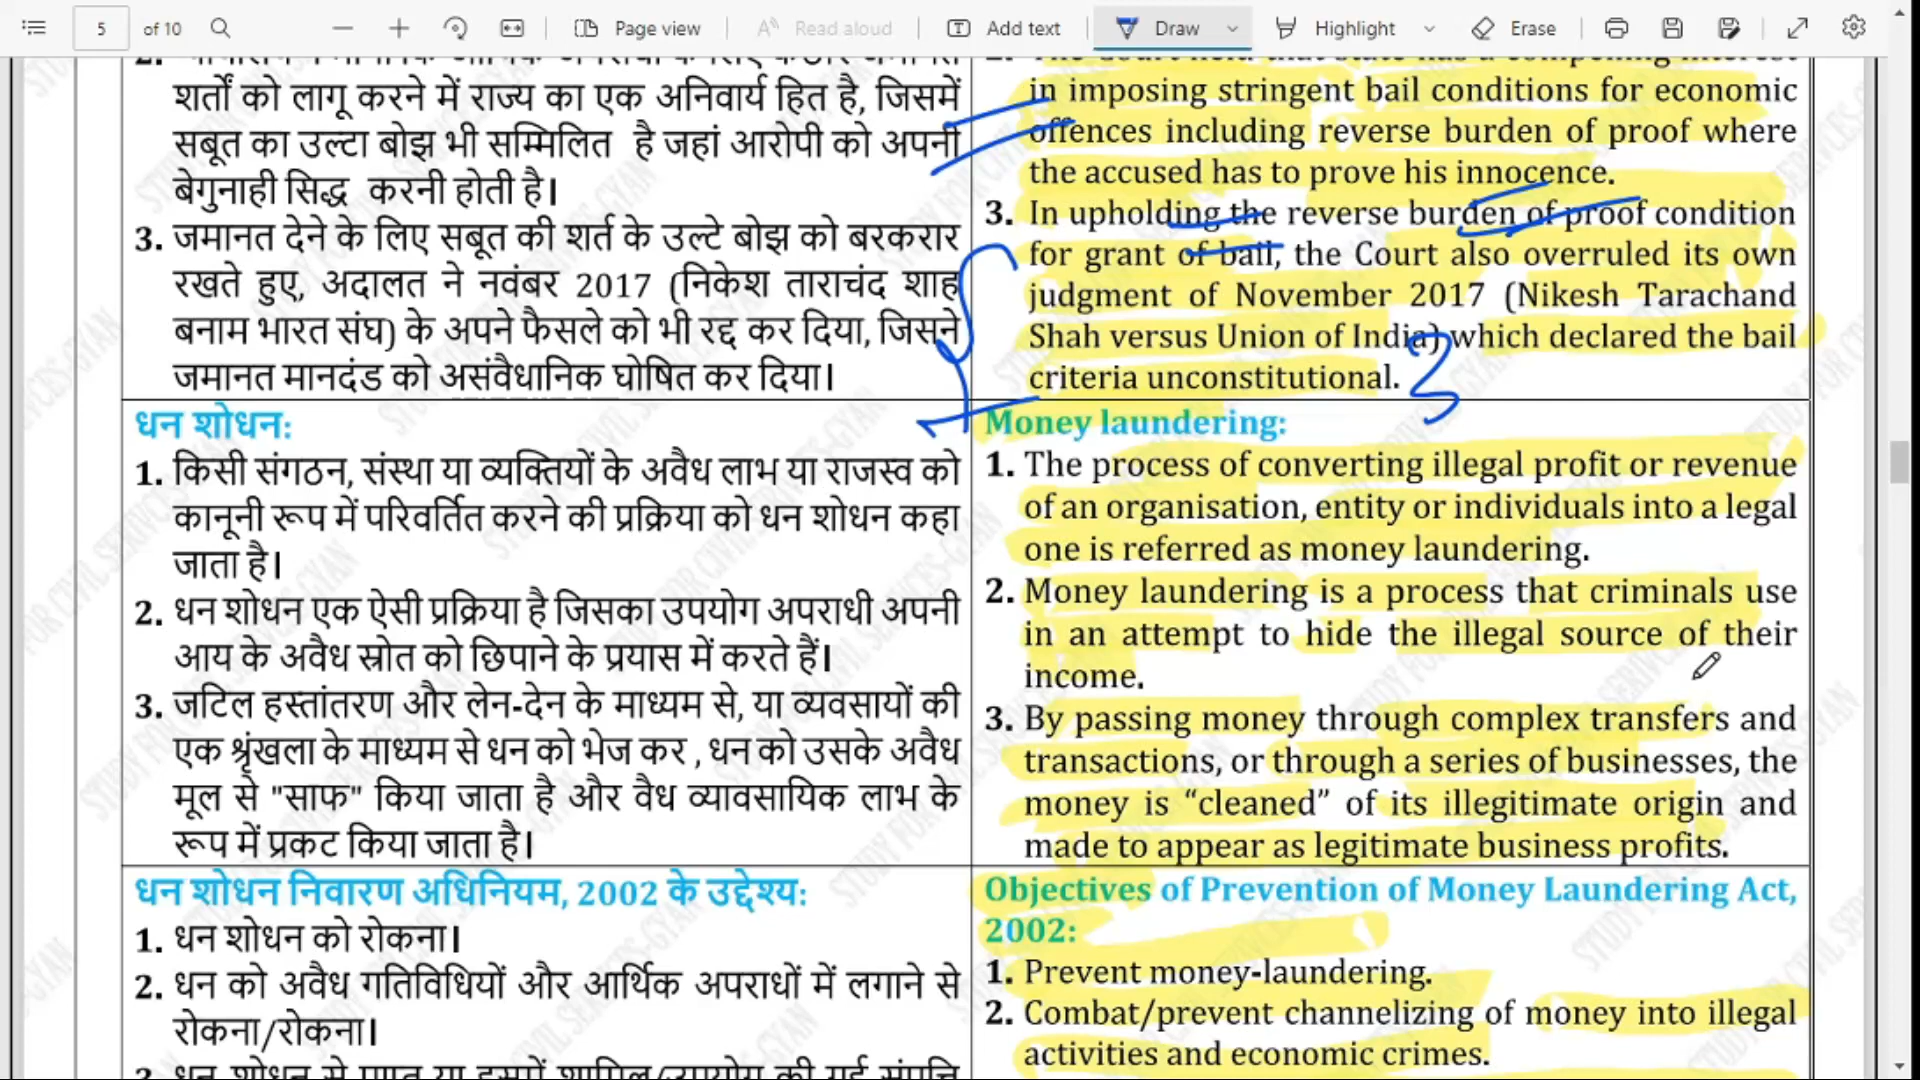 5 of 10 Page view Read aloud Add text Draw Highlight Erase
शर्तों को लागू करने में राज्य का एक अनिवार्य हित है, जिसमें
सबूत का उल्टा बोझ भी सम्मिलित है जहां आरोपी को अपनी
बेगुनाही सिद्ध करनी होती है।
3. जमानत देने के लिए सबूत की शर्त के उल्टे बोझ को बरकरार
रखते हुए, अदालत ने नवंबर 2017 (निकेश ताराचंद शाह
बनाम भारत संघ) के अपने फैसले को भी रद्द कर दिया, जिसने
जमानत मानदंड को असंवैधानिक घोषित कर दिया।
धन शोधन:
1. किसी संगठन, संस्था या व्यक्तियों के अवैध लाभ या राजस्व को
कानूनी रूप में परिवर्तित करने की प्रक्रिया को धन शोधन कहा
जाता है।
2. धन शोधन एक ऐसी प्रक्रिया है जिसका उपयोग अपराधी अपनी
आय के अवैध स्रोत को छिपाने के प्रयास में करते हैं।
3. जटिल हस्तांतरण और लेन-देन के माध्यम से, या व्यवसायों की
एक श्रृंखला के माध्यम से धन को भेज कर , धन को उसके अवैध
मूल से "साफ" किया जाता है और वैध व्यावसायिक लाभ के
रूप में प्रकट किया जाता है।
धन शोधन निवारण अधिनियम, 2002 के उद्देश्य:
1. धन शोधन को रोकना।
2. धन को अवैध गतिविधियों और आर्थिक अपराधों में लगाने से
रोकना/रोकना।
in imposing stringent bail conditions for economic
offences including reverse burden of proof where
the accused has to prove his innocence.
3. In upholding the reverse burden of proof condition
for grant of bail, the Court also overruled its own
judgment of November 2017 (Nikesh Tarachand
Shah versus Union of India) which declared the bail
criteria unconstitutional.
3
Money laundering:
1. The process of converting illegal profit or revenue
of an organisation, entity or individuals into a legal
one is referred as money laundering.
2. Money laundering is a process that criminals use
in an attempt to hide the illegal source of their
income.
3. By passing money through complex transfers and
transactions, or through a series of businesses, the
money is “cleaned” of its illegitimate origin and
made to appear as legitimate business profits.
Objectives of Prevention of Money Laundering Act,
2002:
1. Prevent money-laundering.
2. Combat/prevent channelizing of money into illegal
activities and economic crimes.